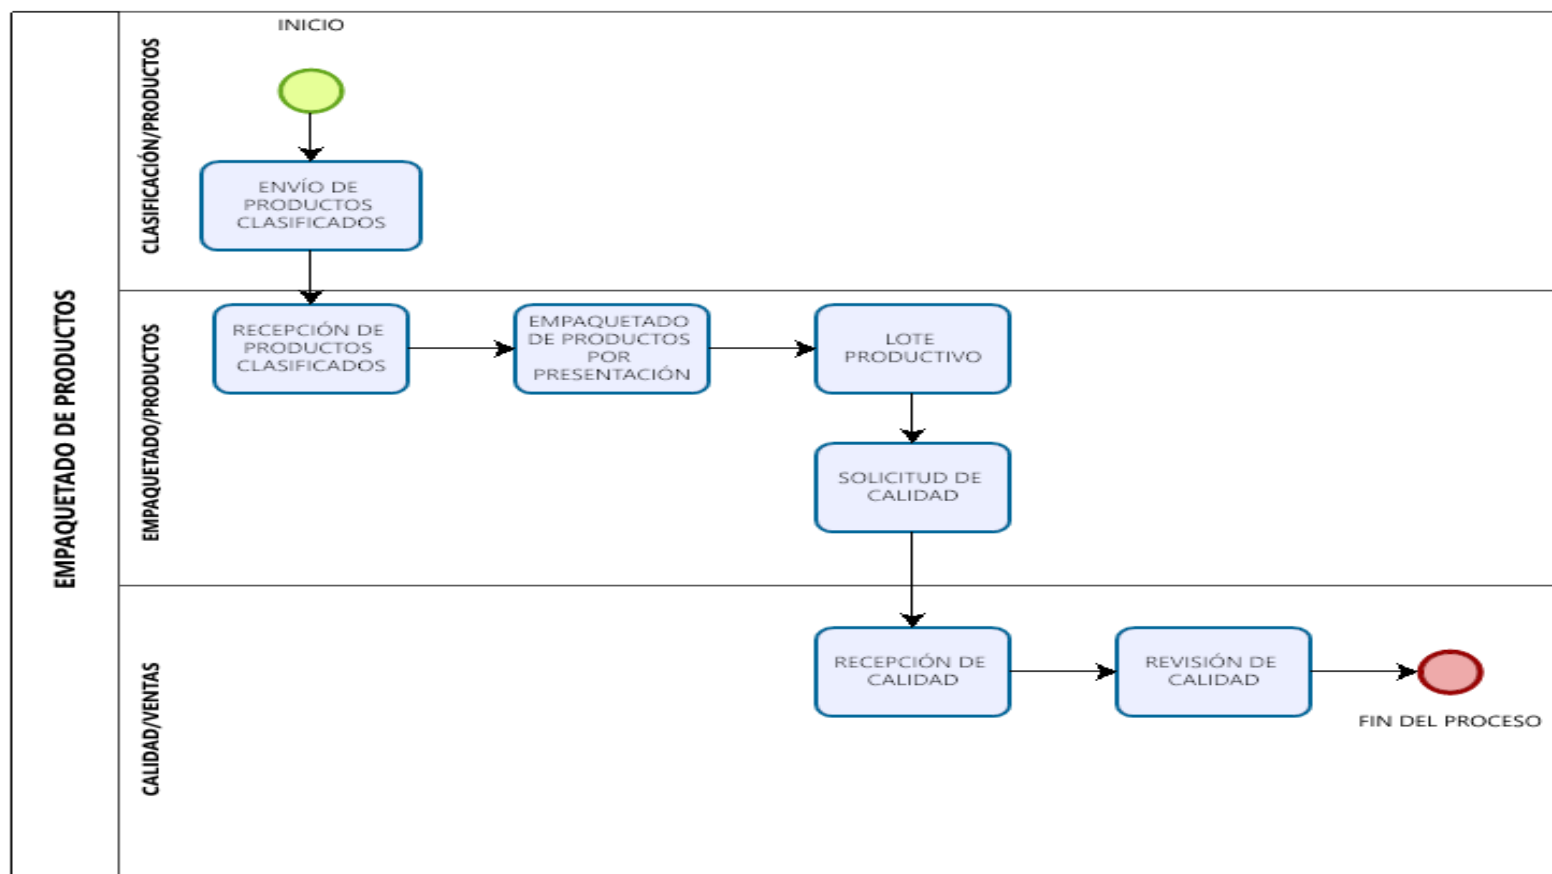 EMPAQUETADO DE PRODUCTOS
CLASIFICACIÓN/PRODUCTOS
INICIO
ENVÍO DE
PRODUCTOS
CLASIFICADOS
EMPAQUETADO/PRODUCTOS
RECEPCIÓN DE
PRODUCTOS
CLASIFICADOS
EMPAQUETADO
DE PRODUCTOS
POR
PRESENTACIÓN
LOTE
PRODUCTIVO
SOLICITUD DE
CALIDAD
CALIDAD/VENTAS
RECEPCIÓN DE
CALIDAD
REVISIÓN DE
CALIDAD
FIN DEL PROCESO